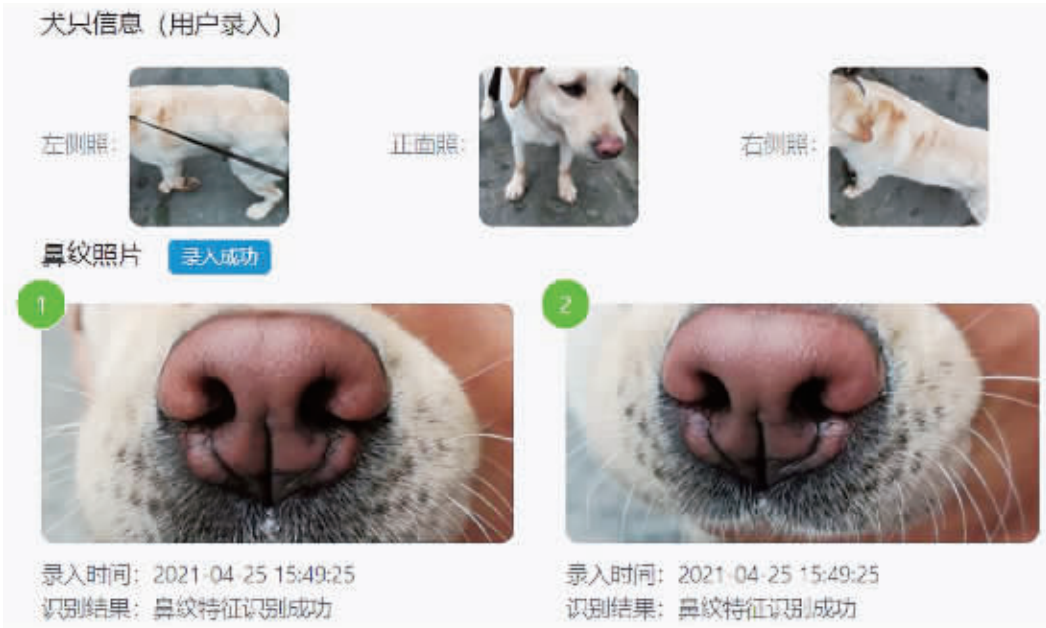 犬只信息（用户录入）
左侧照：
正面照：
右侧照：
鼻纹照片
录入成功
1
2
录入时间：2021-04-25 15:49:25
识别结果：鼻纹特征识别成功
录入时间：2021-04-25 15:49:25
识别结果：鼻纹特征识别成功